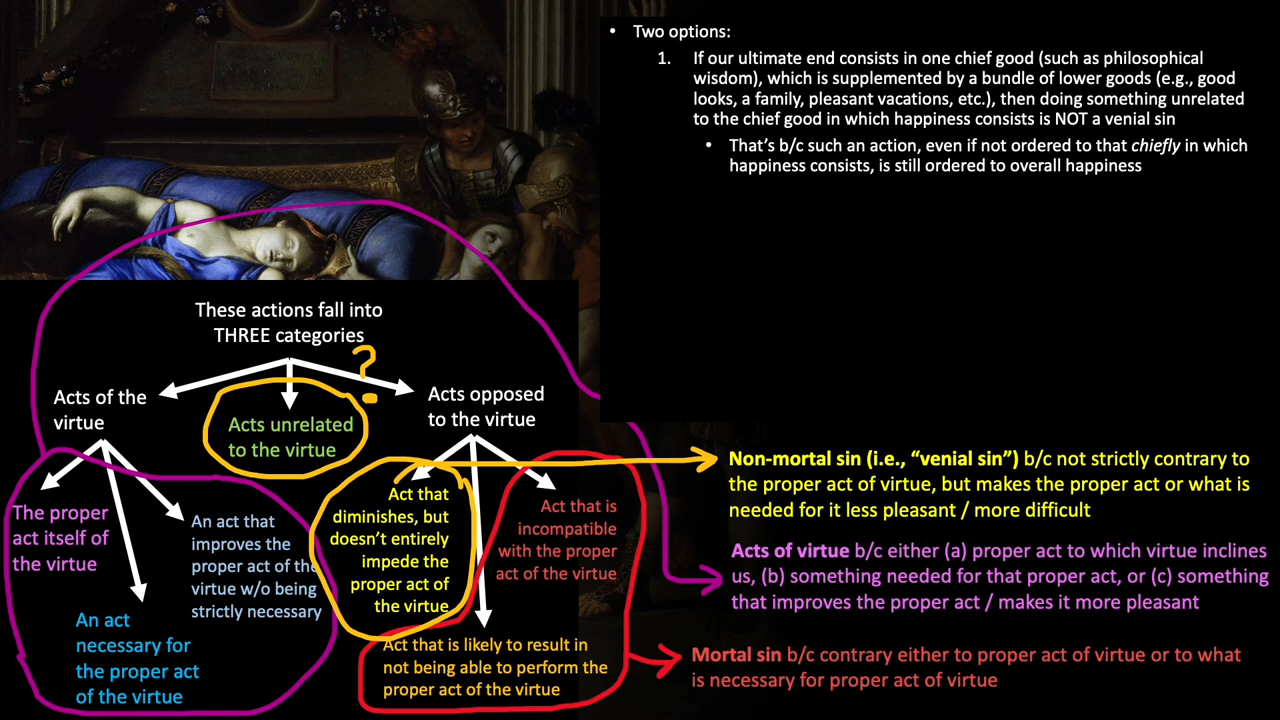 • Two options:
1. If our ultimate end consists in one chief good (such as philosophical
wisdom), which is supplemented by a bundle of lower goods (e.g., good
looks, a family, pleasant vacations, etc.), then doing something unrelated
to the chief good in which happiness consists is NOT a venial sin
• That's b/c such an action, even if not ordered to that chiefly in which
happiness consists, is still ordered to overall happiness
These actions fall into
THREE categories
?
Acts of the
virtue
Acts unrelated
to the virtue
Acts opposed
to the virtue
The proper
act itself of
the virtue
An act
necessary for
the proper act
of the virtue
An act that
improves the
proper act of the
virtue w/o being
strictly necessary
Act that
diminishes, but
doesn't entirely
impede the
proper act of
the virtue
Act that is likely to result in
not being able to perform the
proper act of the virtue
Act that is
incompatible
with the proper
act of the virtue
Non-mortal sin (i.e., “venial sin”) b/c not strictly contrary to
the proper act of virtue, but makes the proper act or what is
needed for it less pleasant / more difficult
Acts of virtue b/c either (a) proper act to which virtue inclines
us, (b) something needed for that proper act, or (c) something
that improves the proper act / makes it more pleasant
Mortal sin b/c contrary either to proper act of virtue or to what
is necessary for proper act of virtue